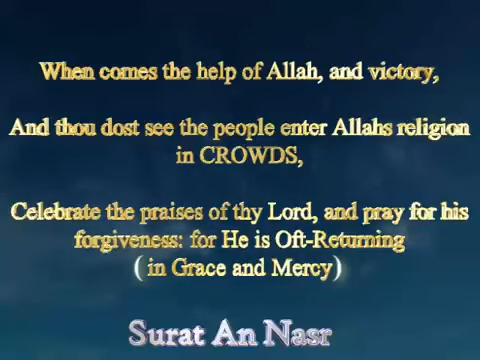 When comes the help of Allah, and victory,
And thou dost see the people enter Allahs religion
in CROWDS,
Celebrate the praises of thy Lord, and pray for his
forgiveness: for He is Oft-Returning
( in Grace and Mercy)
Surat An Nasr